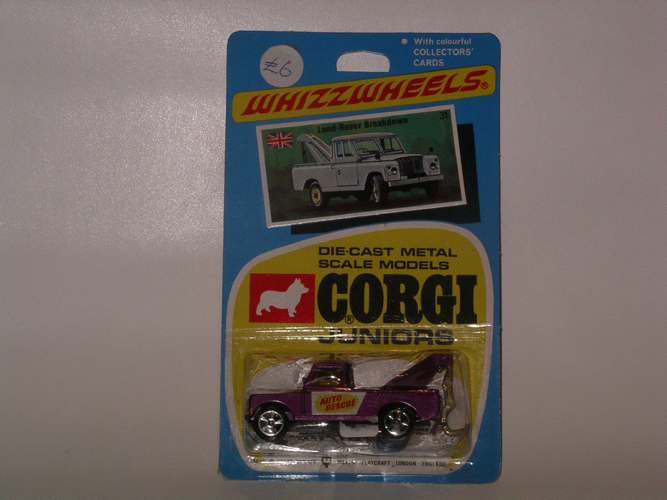 £6
• With colourful
COLLECTORS'
CARDS
WHIZZWHEELS®
Land-Rover Breakdown
31
DIE-CAST METAL
SCALE MODELS
CORGI®
JUNIORS
AUTO
RESCUE
PLAYCRAFT - LONDON ENGLAND